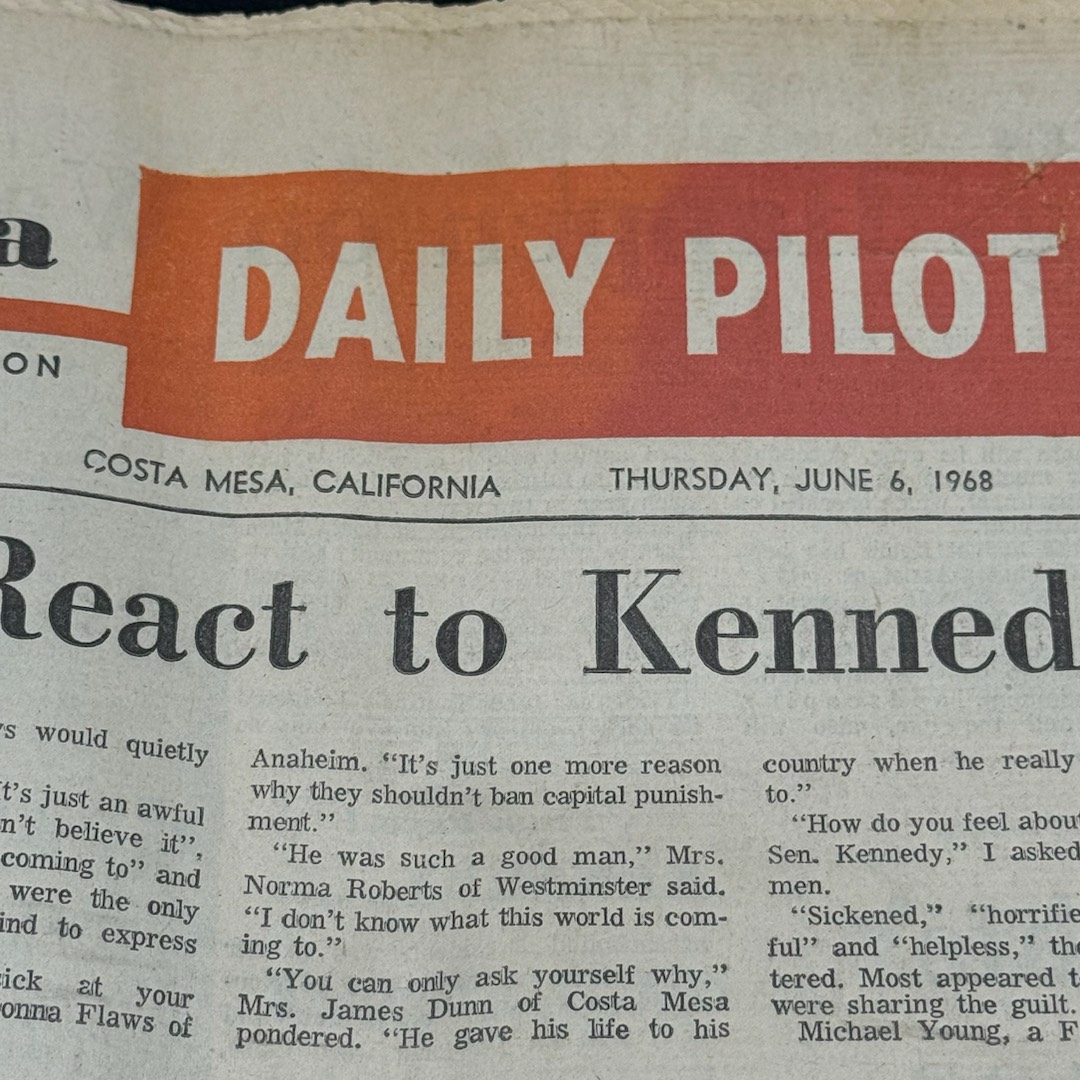 a
DAILY PILOT
ON
COSTA MESA, CALIFORNIA THURSDAY, JUNE 6, 1968
React to Kenned
s would quietly
t's just an awful
n't believe it",
coming to" and
were the only
ind to express
ick at your
onna Flaws of
Anaheim. "It's just one more reason
why they shouldn't ban capital punish-
ment."
"He was such a good man," Mrs.
Norma Roberts of Westminster said.
"I don't know what this world is com-
ing to."
"You can only ask yourself why,"
Mrs. James Dunn of Costa Mesa
pondered. "He gave his life to his
country when he really
to."
"How do you feel about
Sen. Kennedy," I asked
men.
"Sickened," "horrifie
ful" and "helpless," the
tered. Most appeared t
were sharing the guilt.
Michael Young, a F